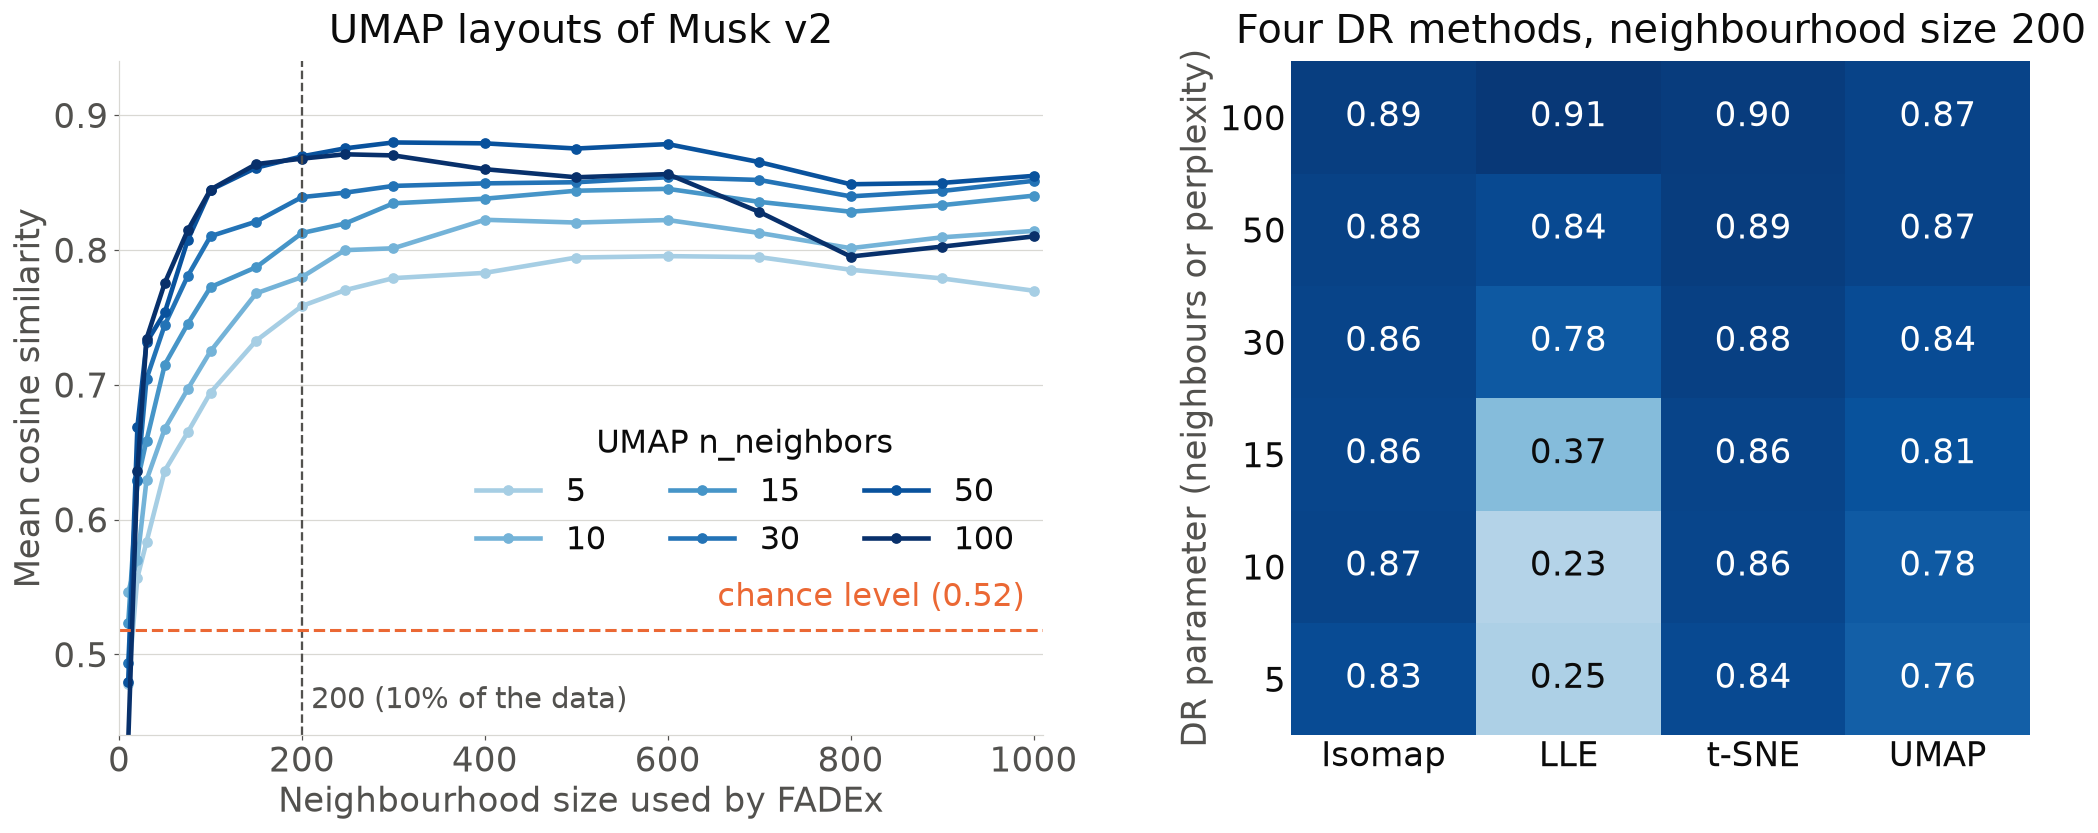 UMAP layouts of Musk v2
Mean cosine similarity
0.9
0.8
0.7
0.6
0.5
UMAP n_neighbors
5 15 50
10 30 100
chance level (0.52)
200 (10% of the data)
0 200 400 600 800 1000
Neighbourhood size used by FADEx
Four DR methods, neighbourhood size 200
DR parameter (neighbours or perplexity)
100 0.89 0.91 0.90 0.87
50 0.88 0.84 0.89 0.87
30 0.86 0.78 0.88 0.84
15 0.86 0.37 0.86 0.81
10 0.87 0.23 0.86 0.78
5 0.83 0.25 0.84 0.76
Isomap LLE t-SNE UMAP